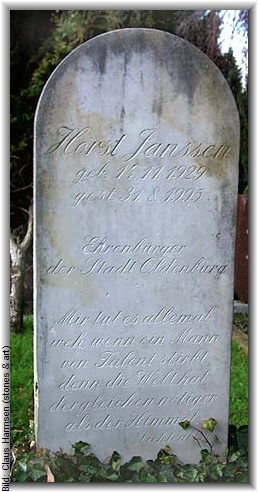 Horst Janssen
geb. 14.11.1929
gest. 31.8.1995
Ehrenbürger
der Stadt Oldenburg
Mir tut es allemal
weh wenn ein Mann
von Talent stirbt
denn die Welt hat
dergleichen nötiger
als der Himmel
Bild: Claus Harmsen (stones & art)